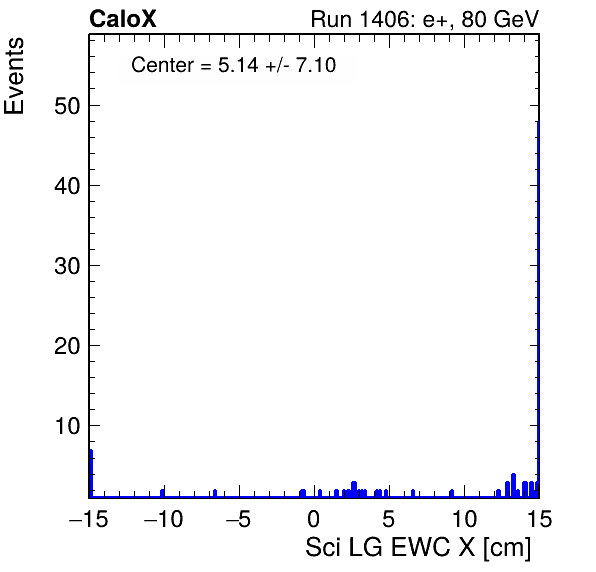 CaloX Run 1406: e+, 80 GeV
Events
Center = 5.14 +/- 7.10
50
40
30
20
10
−15 −10 −5 0 5 10 15
Sci LG EWC X [cm]